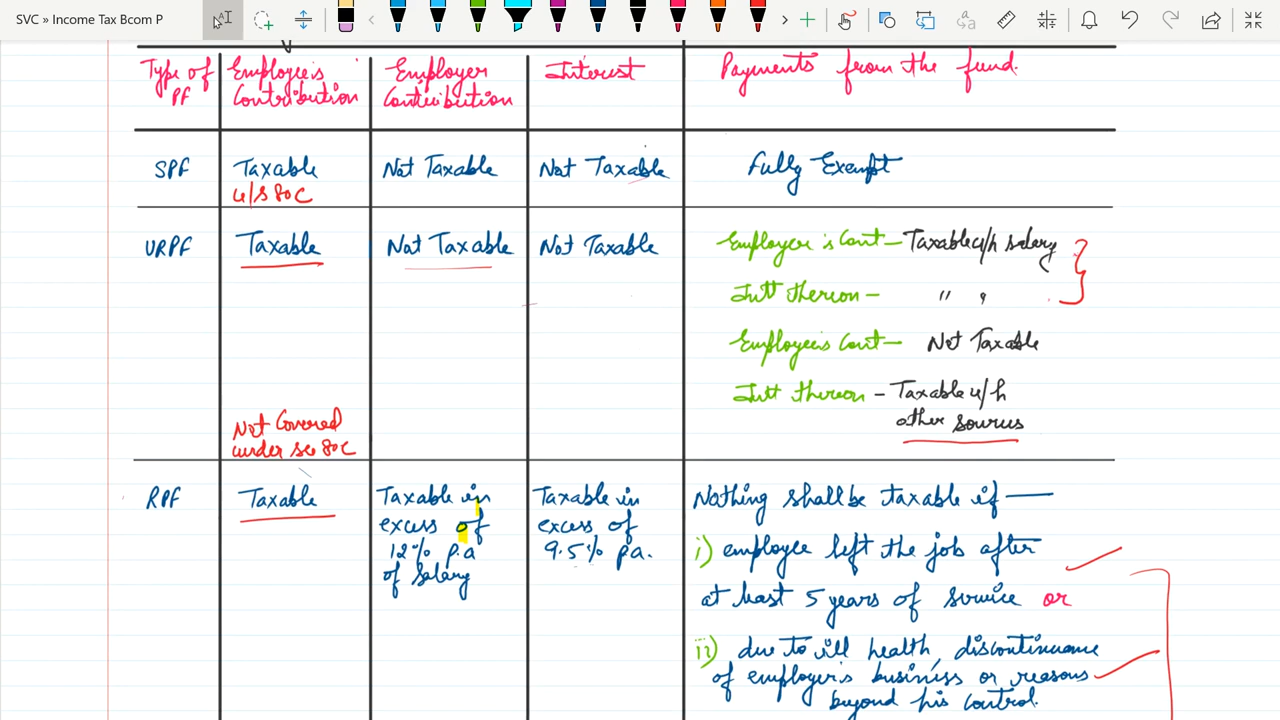 SVC » Income Tax Bcom P
Type of PF
Employee's Contribution
Employer Contribution
Interest
Payments from the fund.
SPF
Taxable
u/s 80C
Not Taxable
Not Taxable
Fully Exempt
URPF
Taxable
Not Taxable
Not Taxable
Employer's Cont – Taxable u/h salary
Intt thereon – " "
Employee's Cont – Not Taxable
Intt thereon – Taxable u/h
other sources
Not Covered
under sec 80C
RPF
Taxable
Taxable in
excess of
12% p.a
of Salary
Taxable in
excess of
9.5% p.a.
Nothing shall be taxable if —
i) employee left the job after
at least 5 years of service or
ii) due to ill health, discontinuance
of employer's business or reasons
beyond his control.